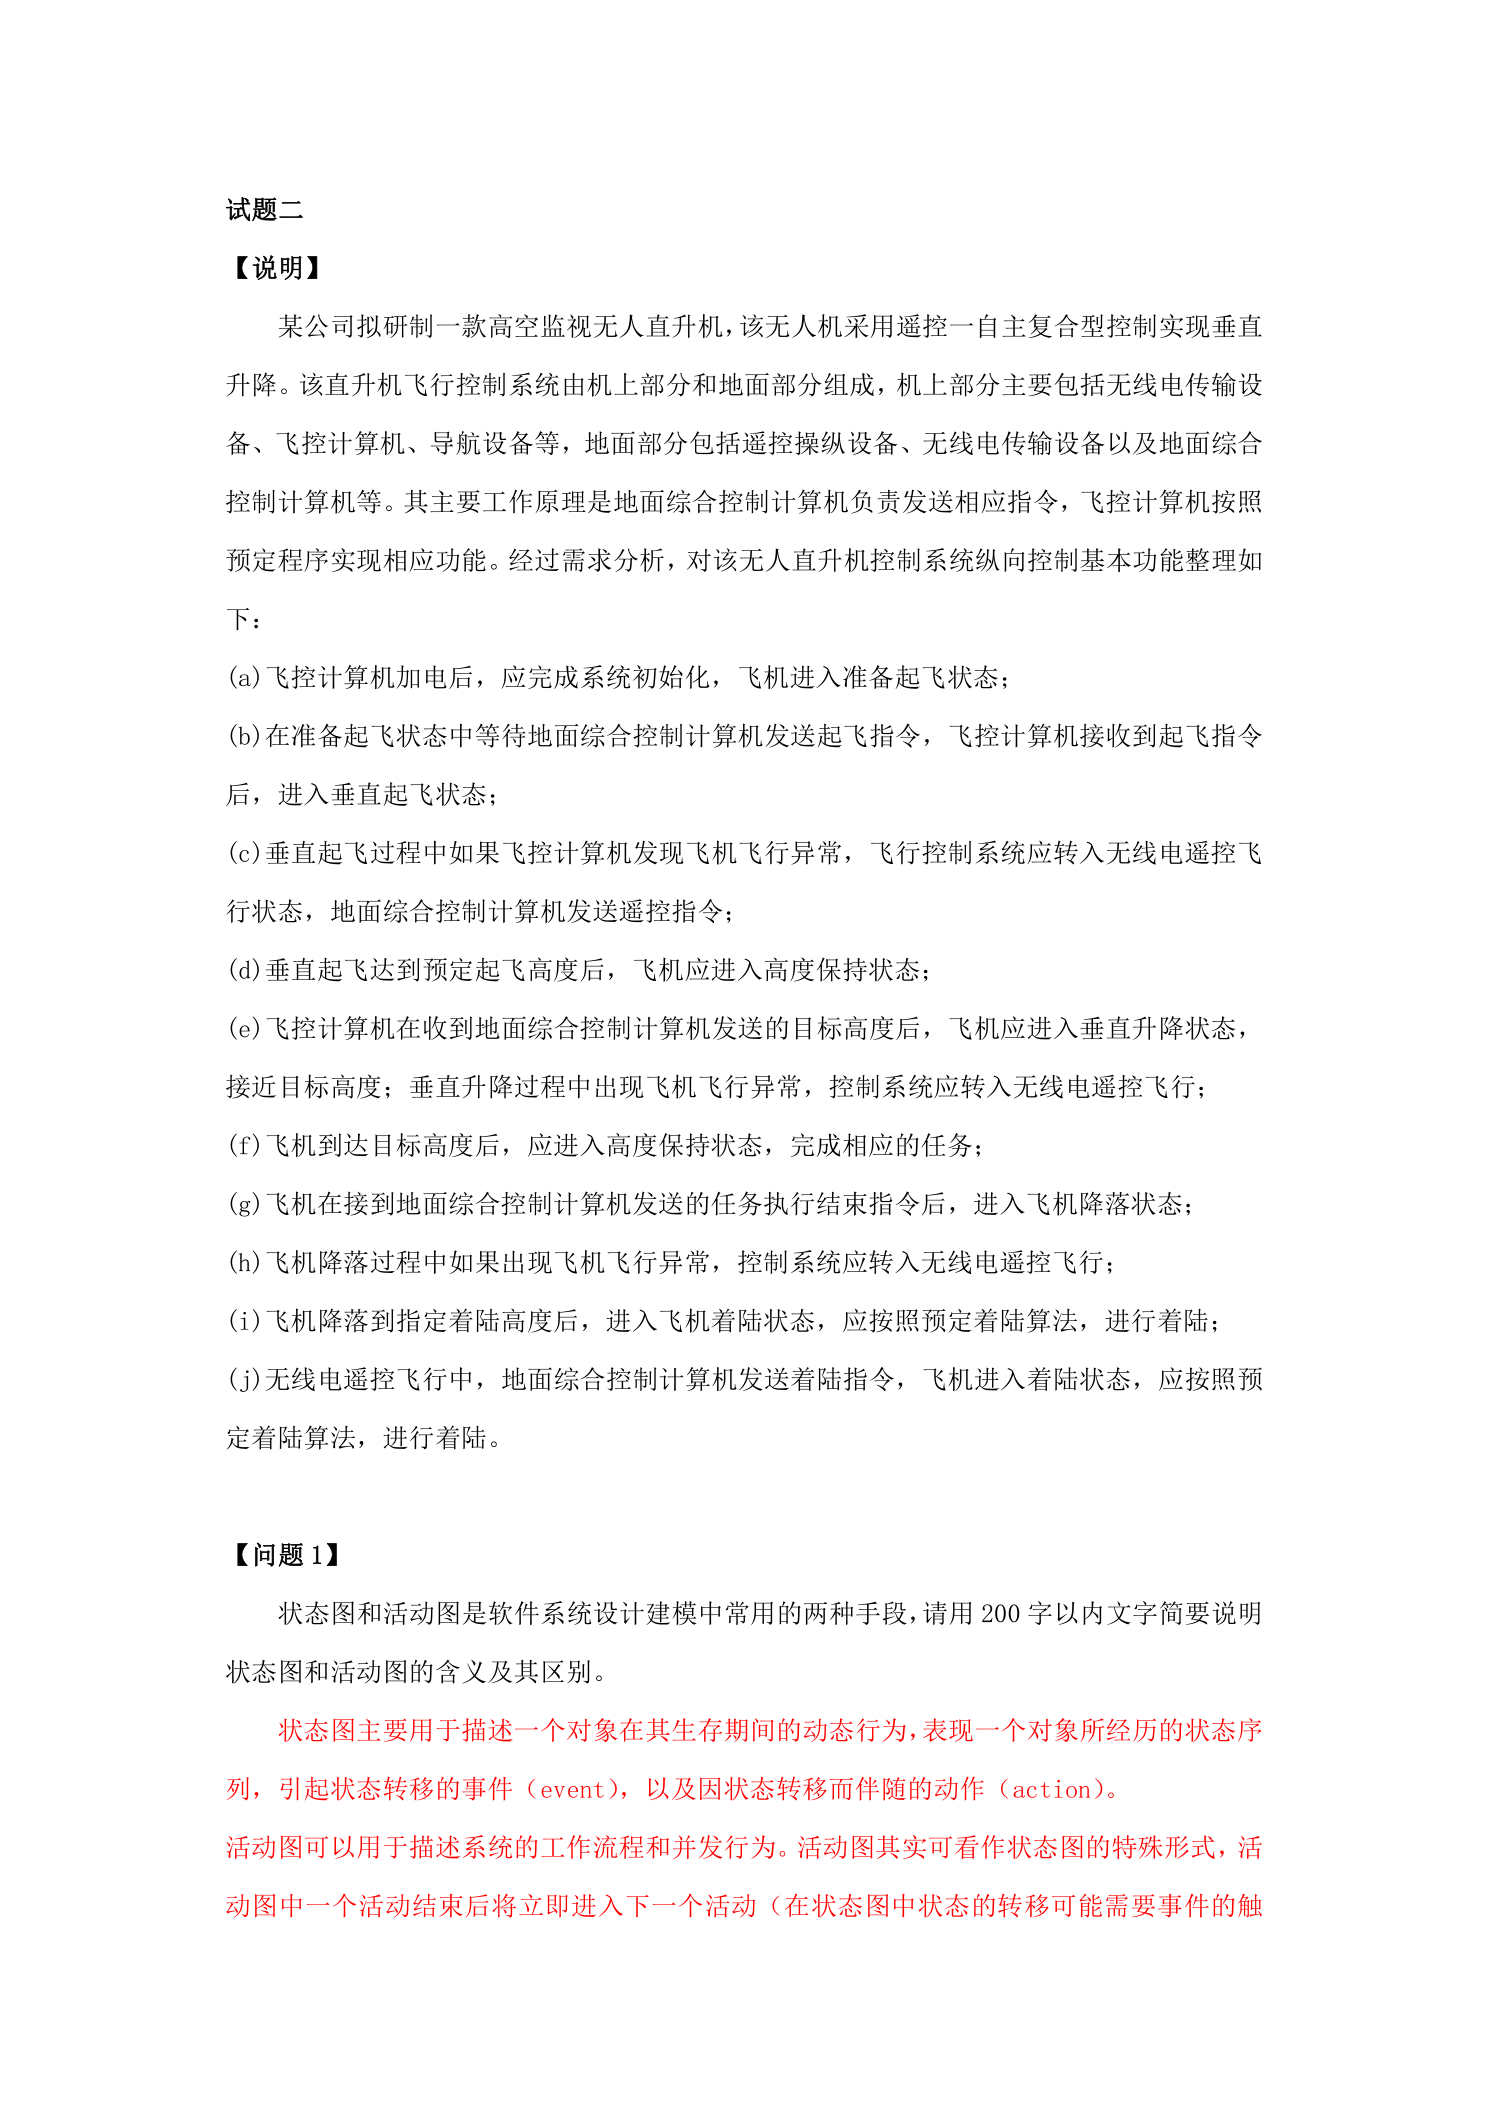 试题二
【说明】
某公司拟研制一款高空监视无人直升机，该无人机采用遥控一自主复合型控制实现垂直
升降。该直升机飞行控制系统由机上部分和地面部分组成，机上部分主要包括无线电传输设
备、飞控计算机、导航设备等，地面部分包括遥控操纵设备、无线电传输设备以及地面综合
控制计算机等。其主要工作原理是地面综合控制计算机负责发送相应指令，飞控计算机按照
预定程序实现相应功能。经过需求分析，对该无人直升机控制系统纵向控制基本功能整理如
下：
(a)飞控计算机加电后，应完成系统初始化，飞机进入准备起飞状态；
(b)在准备起飞状态中等待地面综合控制计算机发送起飞指令，飞控计算机接收到起飞指令
后，进入垂直起飞状态；
(c)垂直起飞过程中如果飞控计算机发现飞机飞行异常，飞行控制系统应转入无线电遥控飞
行状态，地面综合控制计算机发送遥控指令；
(d)垂直起飞达到预定起飞高度后，飞机应进入高度保持状态；
(e)飞控计算机在收到地面综合控制计算机发送的目标高度后，飞机应进入垂直升降状态，
接近目标高度；垂直升降过程中出现飞机飞行异常，控制系统应转入无线电遥控飞行；
(f)飞机到达目标高度后，应进入高度保持状态，完成相应的任务；
(g)飞机在接到地面综合控制计算机发送的任务执行结束指令后，进入飞机降落状态；
(h)飞机降落过程中如果出现飞机飞行异常，控制系统应转入无线电遥控飞行；
(i)飞机降落到指定着陆高度后，进入飞机着陆状态，应按照预定着陆算法，进行着陆；
(j)无线电遥控飞行中，地面综合控制计算机发送着陆指令，飞机进入着陆状态，应按照预
定着陆算法，进行着陆。
【问题 1】
状态图和活动图是软件系统设计建模中常用的两种手段，请用 200 字以内文字简要说明
状态图和活动图的含义及其区别。
状态图主要用于描述一个对象在其生存期间的动态行为，表现一个对象所经历的状态序
列，引起状态转移的事件（event），以及因状态转移而伴随的动作（action）。
活动图可以用于描述系统的工作流程和并发行为。活动图其实可看作状态图的特殊形式，活
动图中一个活动结束后将立即进入下一个活动（在状态图中状态的转移可能需要事件的触